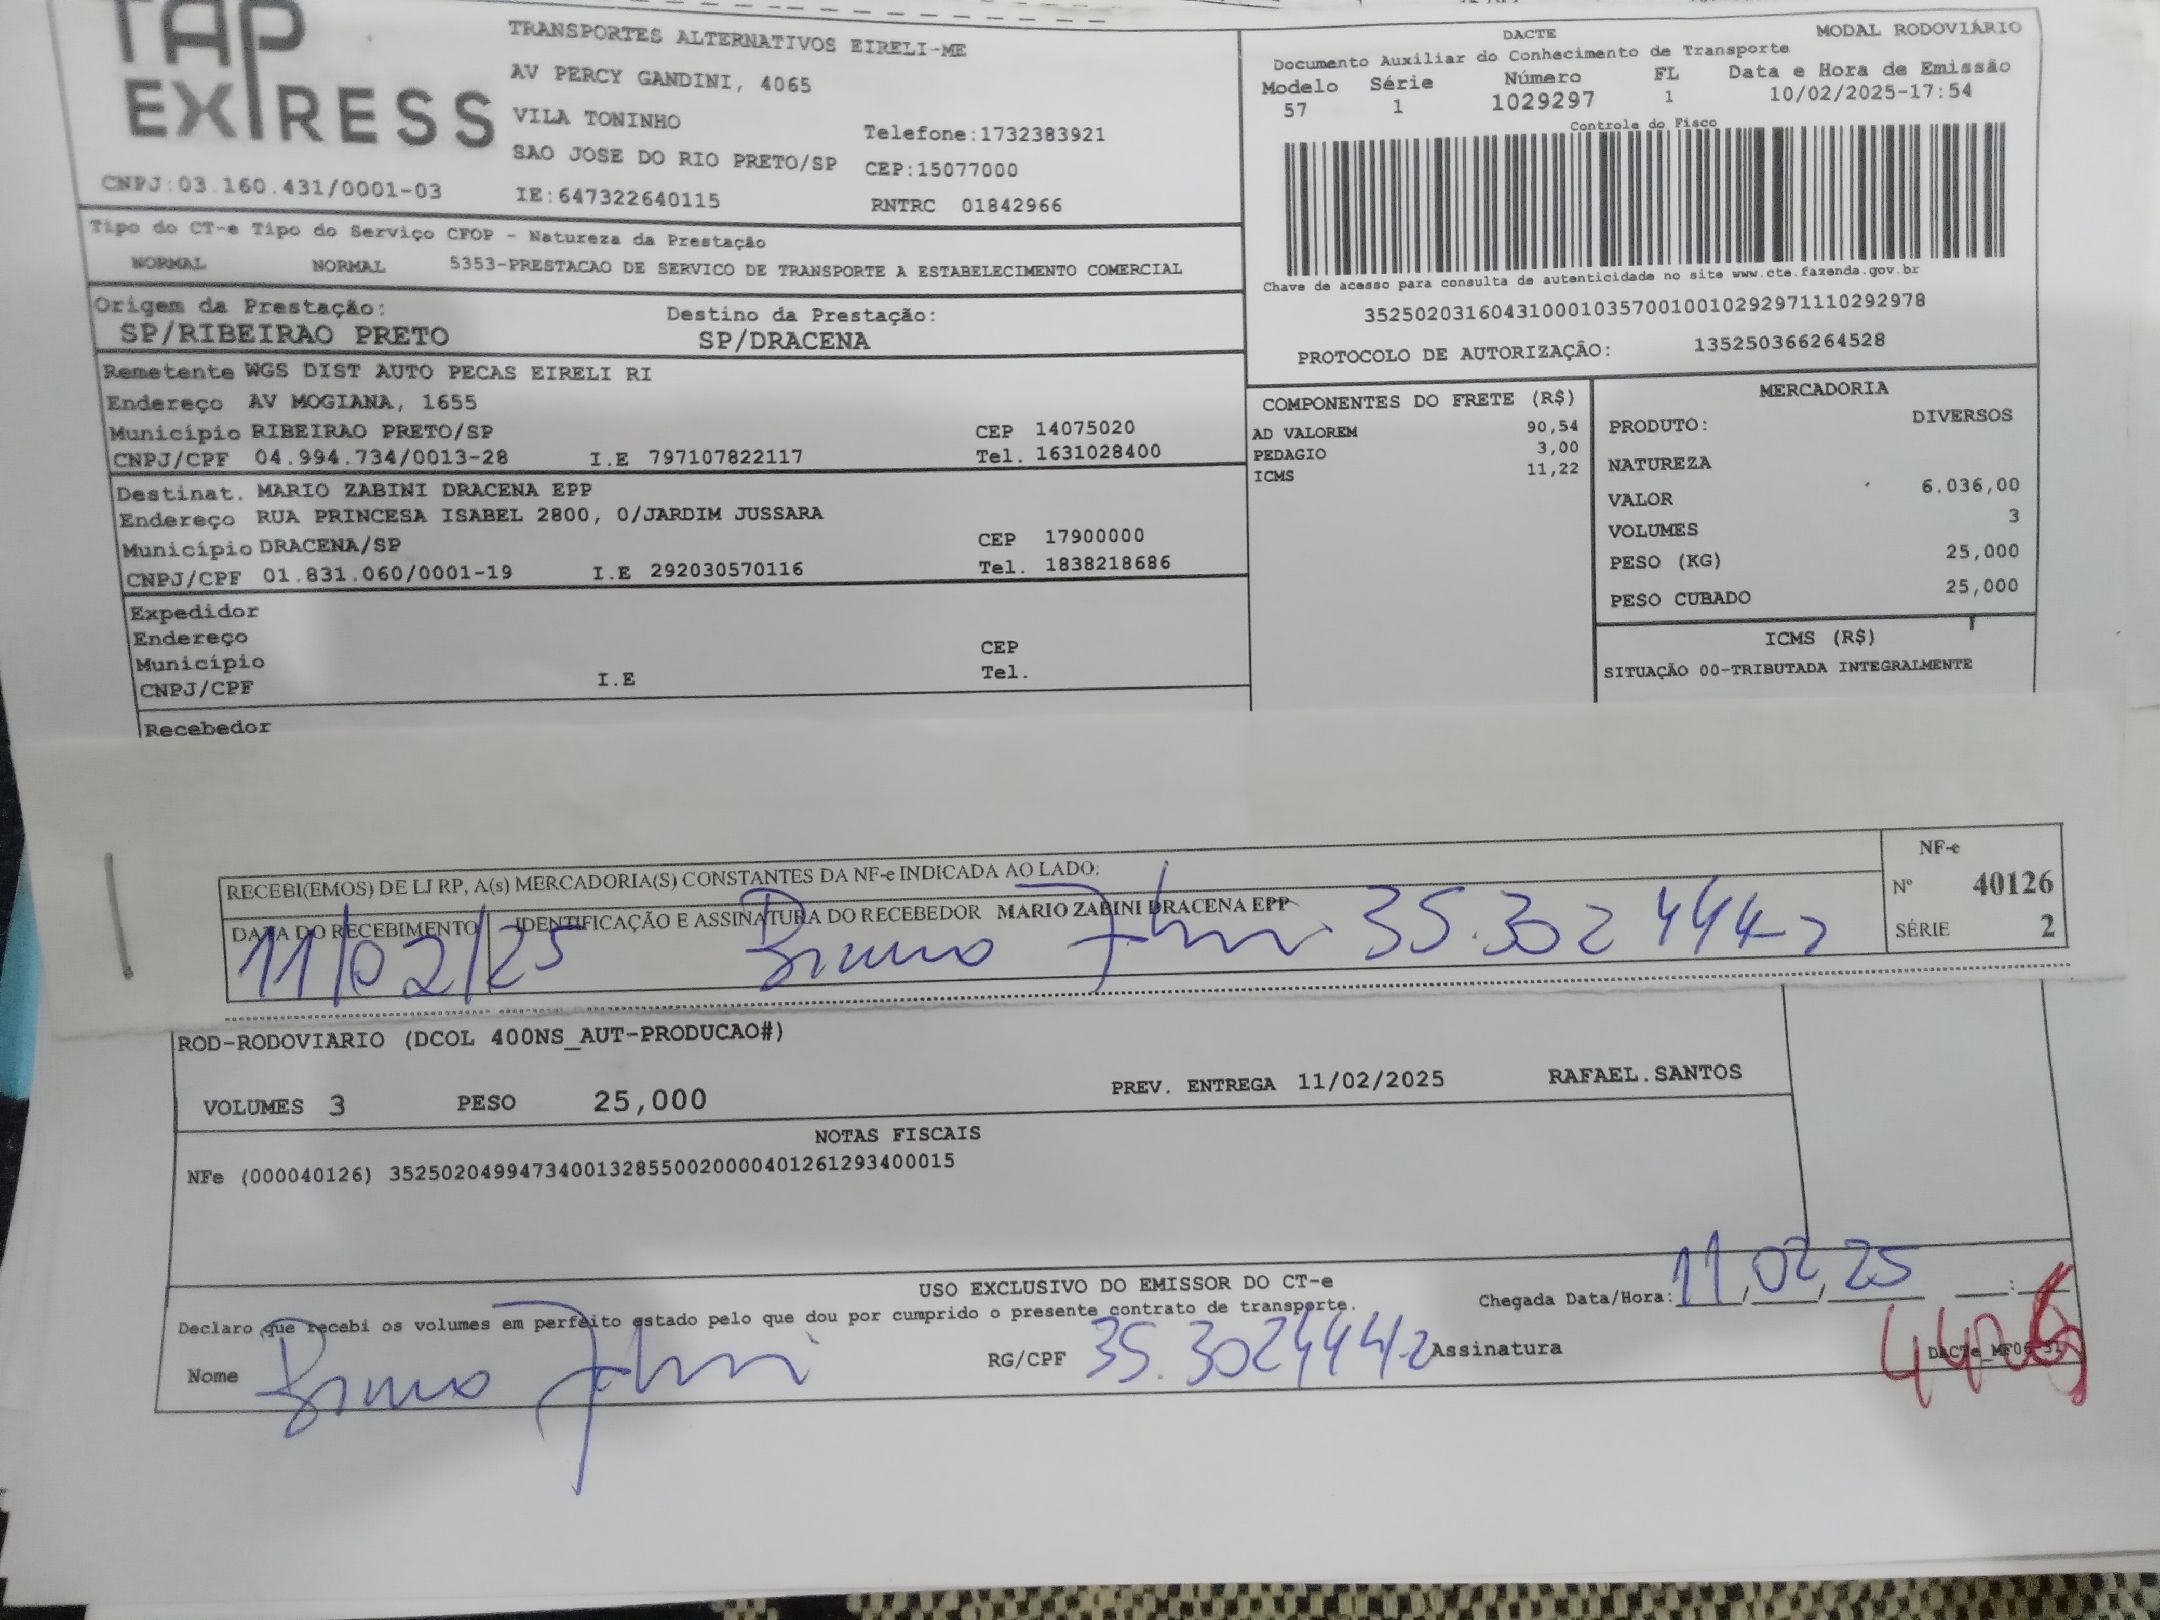 TAP EXPRESS
TRANSPORTES ALTERNATIVOS EIRELI-ME
AV PERCY GANDINI, 4065
VILA TONINHO
Telefone:1732383921
SAO JOSE DO RIO PRETO/SP CEP:15077000
CNPJ:03.160.431/0001-03 IE:647322640115 RNTRC 01842966
DACTE MODAL RODOVIÁRIO
Documento Auxiliar do Conhecimento de Transporte
Modelo Série Número FL Data e Hora de Emissão
57 1 1029297 1 10/02/2025-17:54
Controle do Fisco
Chave de acesso para consulta de autenticidade no site www.cte.fazenda.gov.br
35250203160431000103570010010292971110292978
PROTOCOLO DE AUTORIZAÇÃO: 135250366264528
Tipo do CT-e Tipo do Serviço CFOP - Natureza da Prestação
NORMAL NORMAL 5353-PRESTACAO DE SERVICO DE TRANSPORTE A ESTABELECIMENTO COMERCIAL
Origem da Prestação: Destino da Prestação:
SP/RIBEIRAO PRETO SP/DRACENA
Remetente WGS DIST AUTO PECAS EIRELI RI
Endereço AV MOGIANA, 1655
Município RIBEIRAO PRETO/SP CEP 14075020
CNPJ/CPF 04.994.734/0013-28 I.E 797107822117 Tel. 1631028400
Destinat. MARIO ZABINI DRACENA EPP
Endereço RUA PRINCESA ISABEL 2800, 0/JARDIM JUSSARA
Município DRACENA/SP CEP 17900000
CNPJ/CPF 01.831.060/0001-19 I.E 292030570116 Tel. 1838218686
Expedidor
Endereço
Município CEP
CNPJ/CPF I.E Tel.
Recebedor
COMPONENTES DO FRETE (R$)
AD VALOREM 90,54
PEDAGIO 3,00
ICMS 11,22
MERCADORIA
PRODUTO: DIVERSOS
NATUREZA
VALOR 6.036,00
VOLUMES 3
PESO (KG) 25,000
PESO CUBADO 25,000
ICMS (R$)
SITUAÇÃO 00-TRIBUTADA INTEGRALMENTE
RECEBI(EMOS) DE LJ RP, A(s) MERCADORIA(S) CONSTANTES DA NF-e INDICADA AO LADO:
DATA DO RECEBIMENTO IDENTIFICAÇÃO E ASSINATURA DO RECEBEDOR MARIO ZABINI DRACENA EPP
11/02/25 Bruno 35.302444-2
NF-e
Nº 40126
SÉRIE 2
ROD-RODOVIARIO (DCOL 400NS_AUT-PRODUCAO#)
VOLUMES 3 PESO 25,000 PREV. ENTREGA 11/02/2025 RAFAEL.SANTOS
NOTAS FISCAIS
NFe (000040126) 35250204994734001328550020000401261293400015
USO EXCLUSIVO DO EMISSOR DO CT-e
Declaro que recebi os volumes em perfeito estado pelo que dou por cumprido o presente contrato de transporte. Chegada Data/Hora: 11,02,25
Nome Bruno RG/CPF 35.302444-2 Assinatura